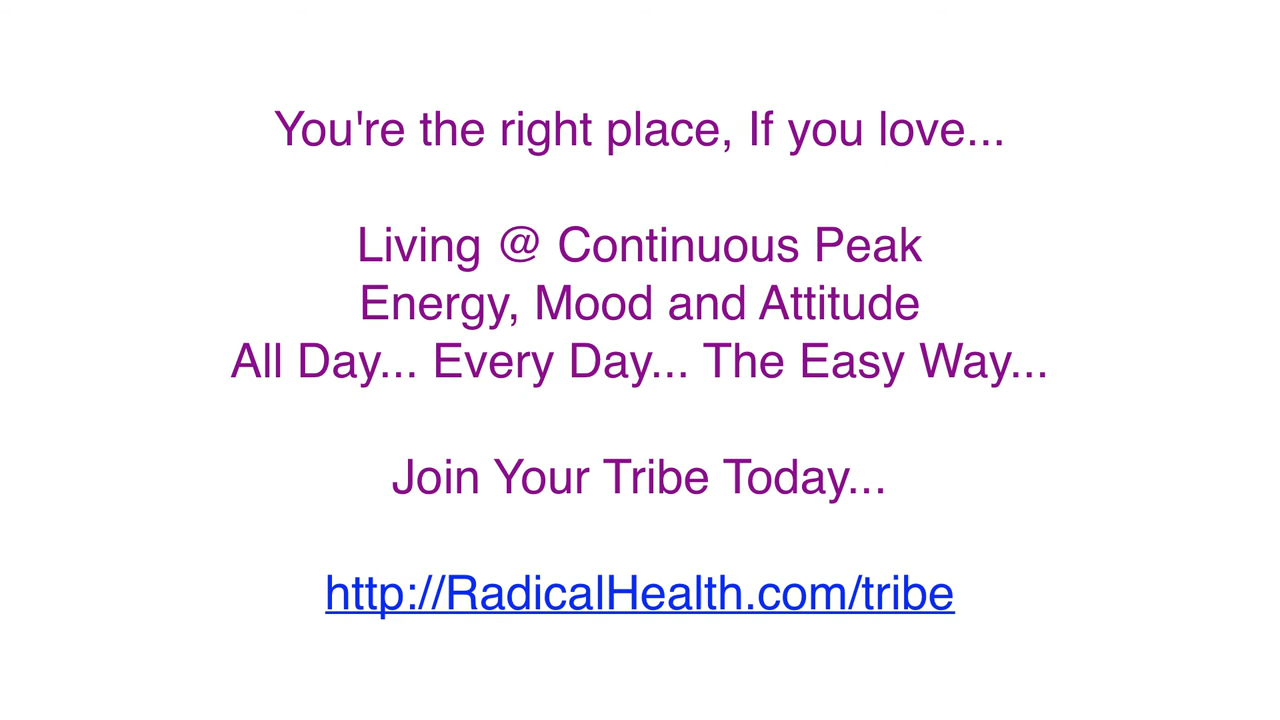 You're the right place, If you love...
Living @ Continuous Peak
Energy, Mood and Attitude
All Day... Every Day... The Easy Way...
Join Your Tribe Today...
http://RadicalHealth.com/tribe